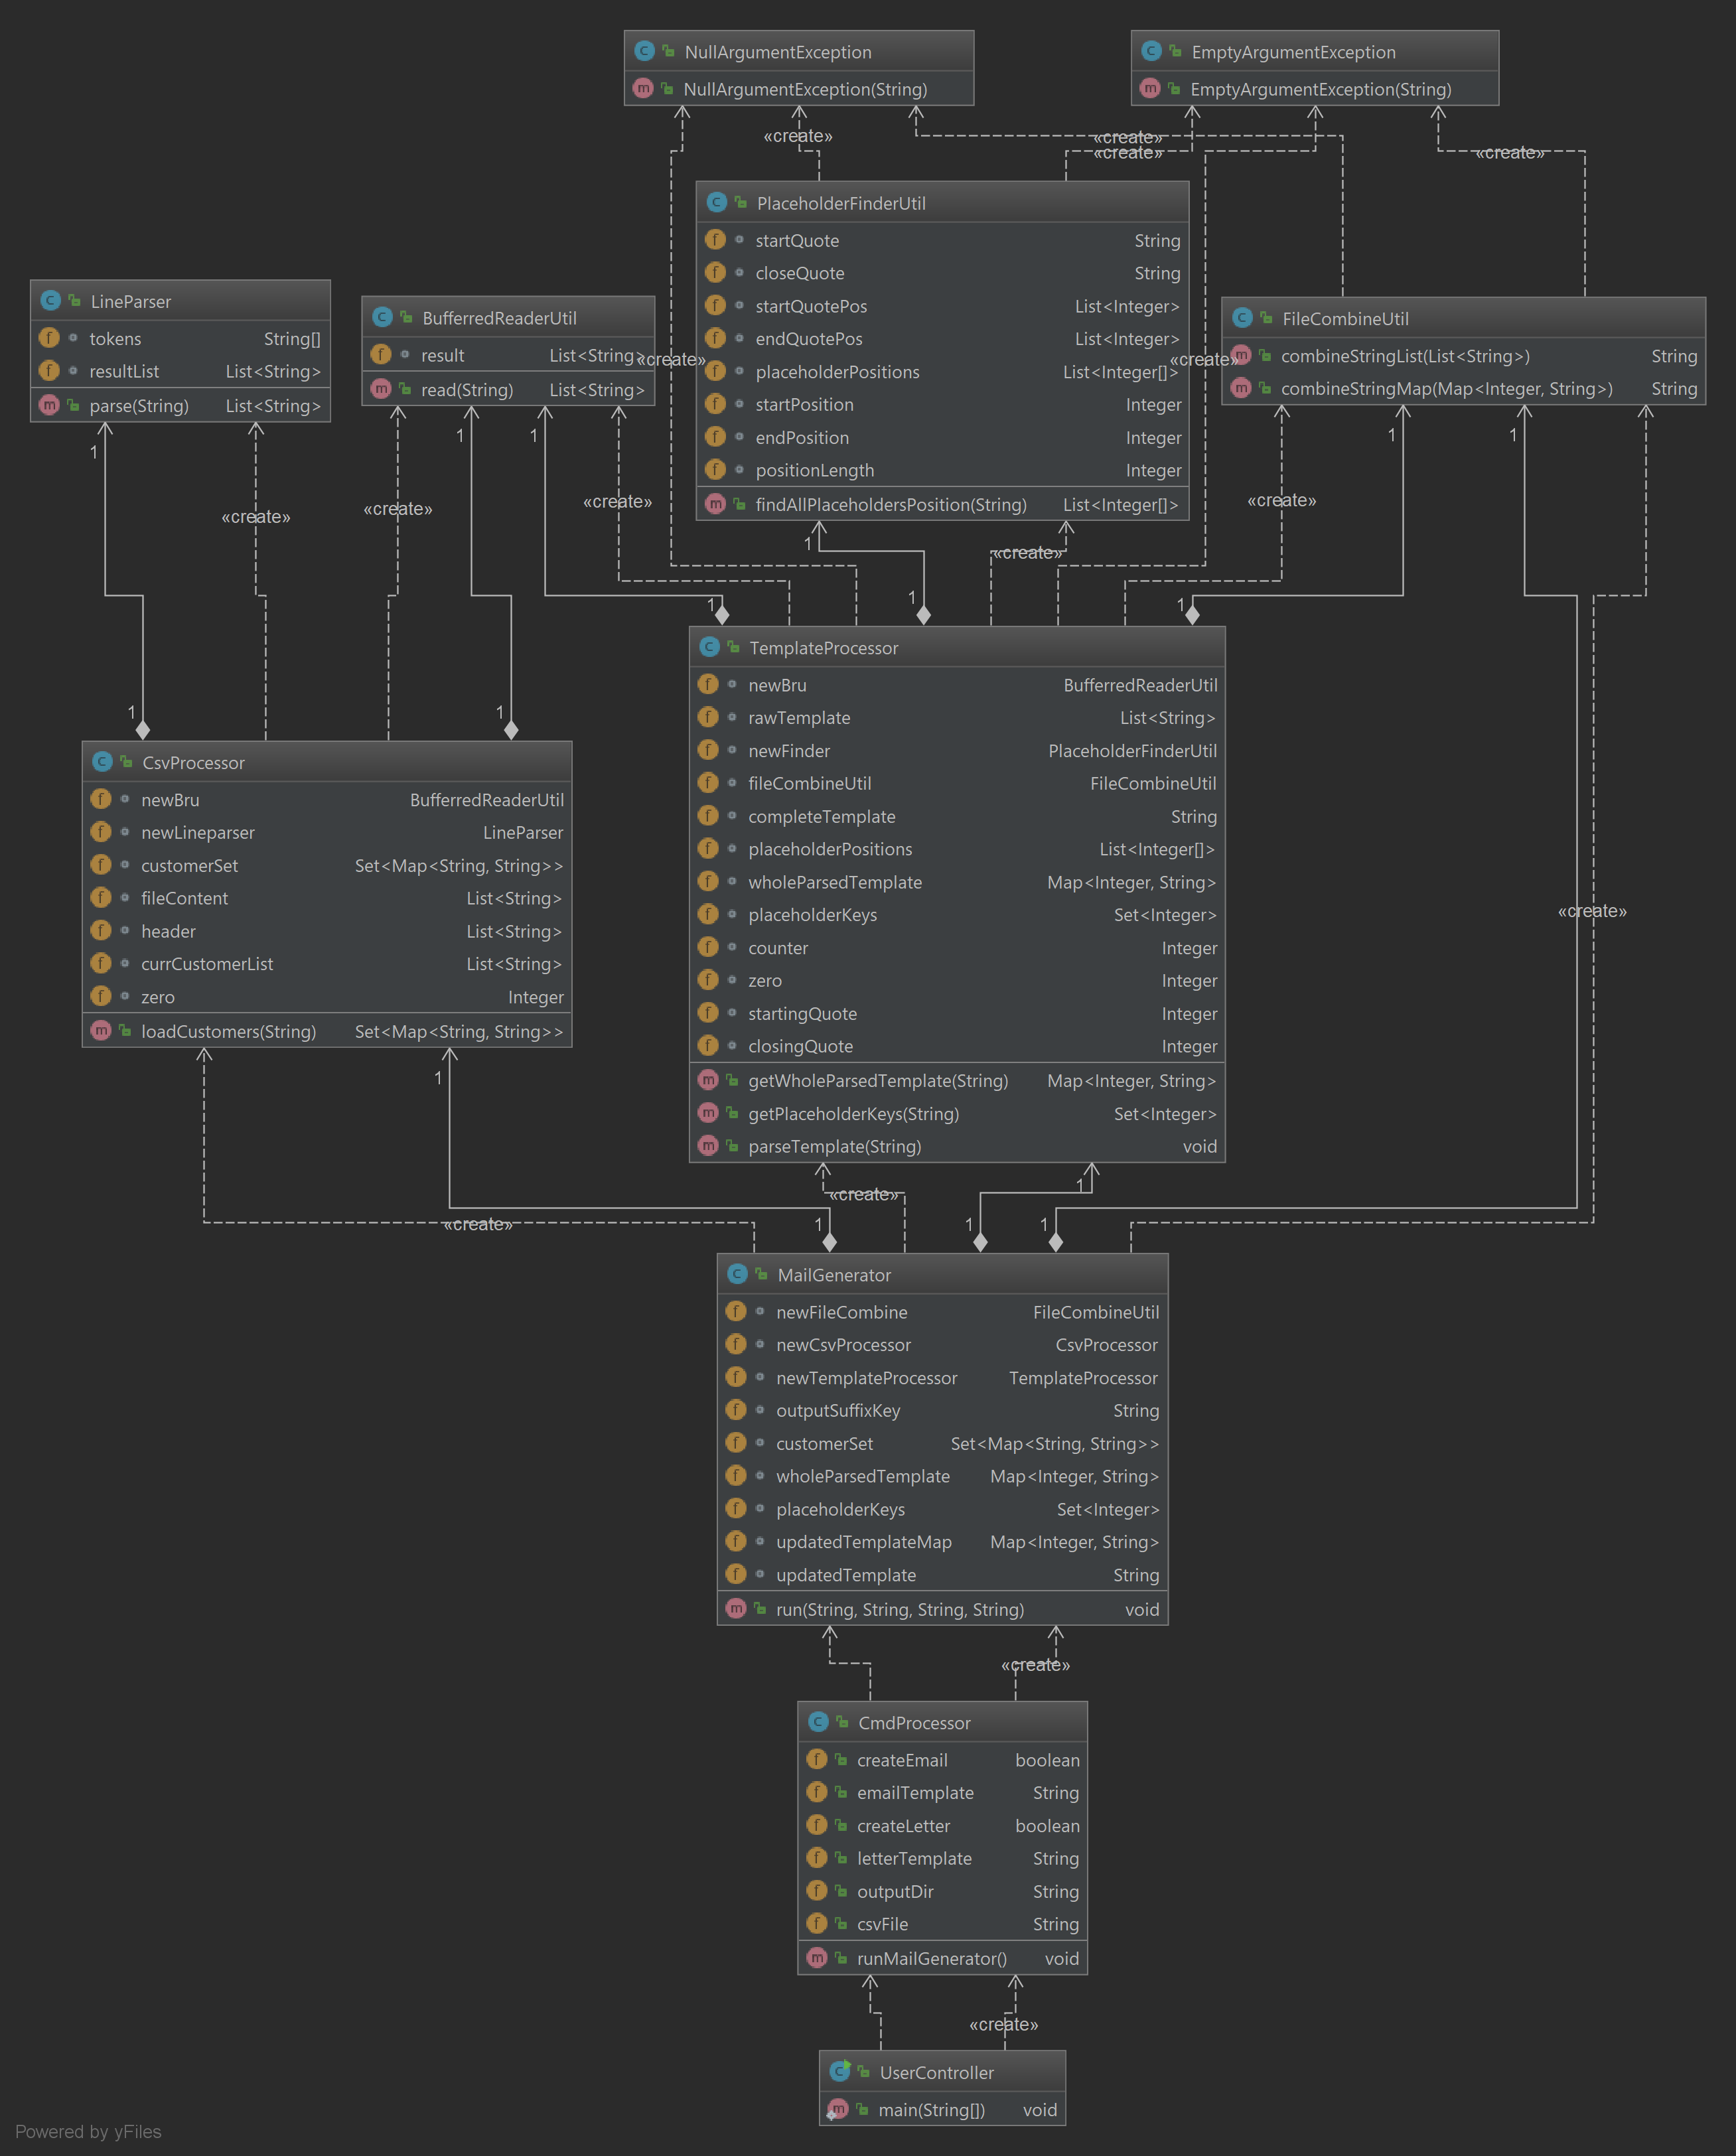 NullArgumentException
NullArgumentException(String)
EmptyArgumentException
EmptyArgumentException(String)
«create»
«create»
«create»
«create»
PlaceholderFinderUtil
startQuote String
closeQuote String
startQuotePos List<Integer>
endQuotePos List<Integer>
placeholderPositions List<Integer[]>
startPosition Integer
endPosition Integer
positionLength Integer
findAllPlaceholdersPosition(String) List<Integer[]>
LineParser
tokens String[]
resultList List<String>
parse(String) List<String>
BufferredReaderUtil
result List<String>
read(String) List<String>
«create»
«create»
FileCombineUtil
combineStringList(List<String>) String
combineStringMap(Map<Integer, String>) String
1
1
1
1
1
«create»
«create»
«create»
«create»
1
«create»
1
1
1
1
1
TemplateProcessor
newBru BufferredReaderUtil
rawTemplate List<String>
newFinder PlaceholderFinderUtil
fileCombineUtil FileCombineUtil
completeTemplate String
placeholderPositions List<Integer[]>
wholeParsedTemplate Map<Integer, String>
placeholderKeys Set<Integer>
counter Integer
zero Integer
startingQuote Integer
closingQuote Integer
getWholeParsedTemplate(String) Map<Integer, String>
getPlaceholderKeys(String) Set<Integer>
parseTemplate(String) void
CsvProcessor
newBru BufferredReaderUtil
newLineparser LineParser
customerSet Set<Map<String, String>>
fileContent List<String>
header List<String>
currCustomerList List<String>
zero Integer
loadCustomers(String) Set<Map<String, String>>
«create»
1
1
«create»
«create»
1
1
1
MailGenerator
newFileCombine FileCombineUtil
newCsvProcessor CsvProcessor
newTemplateProcessor TemplateProcessor
outputSuffixKey String
customerSet Set<Map<String, String>>
wholeParsedTemplate Map<Integer, String>
placeholderKeys Set<Integer>
updatedTemplateMap Map<Integer, String>
updatedTemplate String
run(String, String, String, String) void
«create»
CmdProcessor
createEmail boolean
emailTemplate String
createLetter boolean
letterTemplate String
outputDir String
csvFile String
runMailGenerator() void
«create»
UserController
main(String[]) void
Powered by yFiles